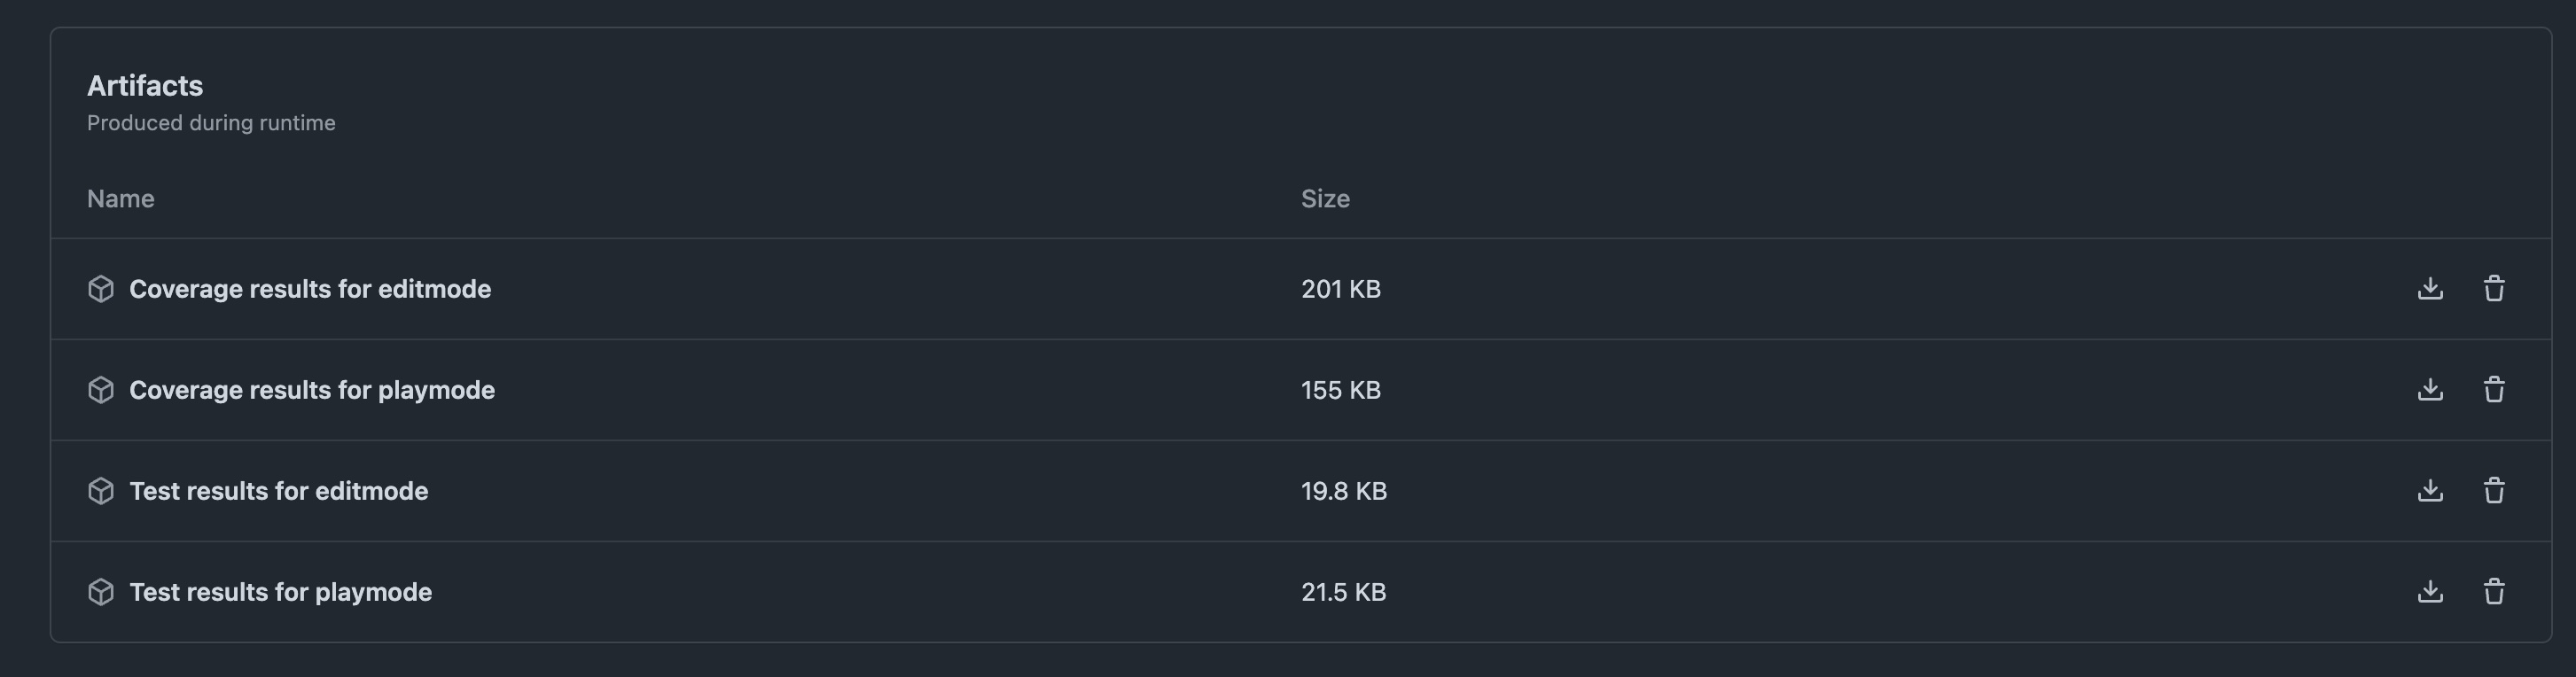 Artifacts
Produced during runtime
Name Size
Coverage results for editmode 201 KB
Coverage results for playmode 155 KB
Test results for editmode 19.8 KB
Test results for playmode 21.5 KB